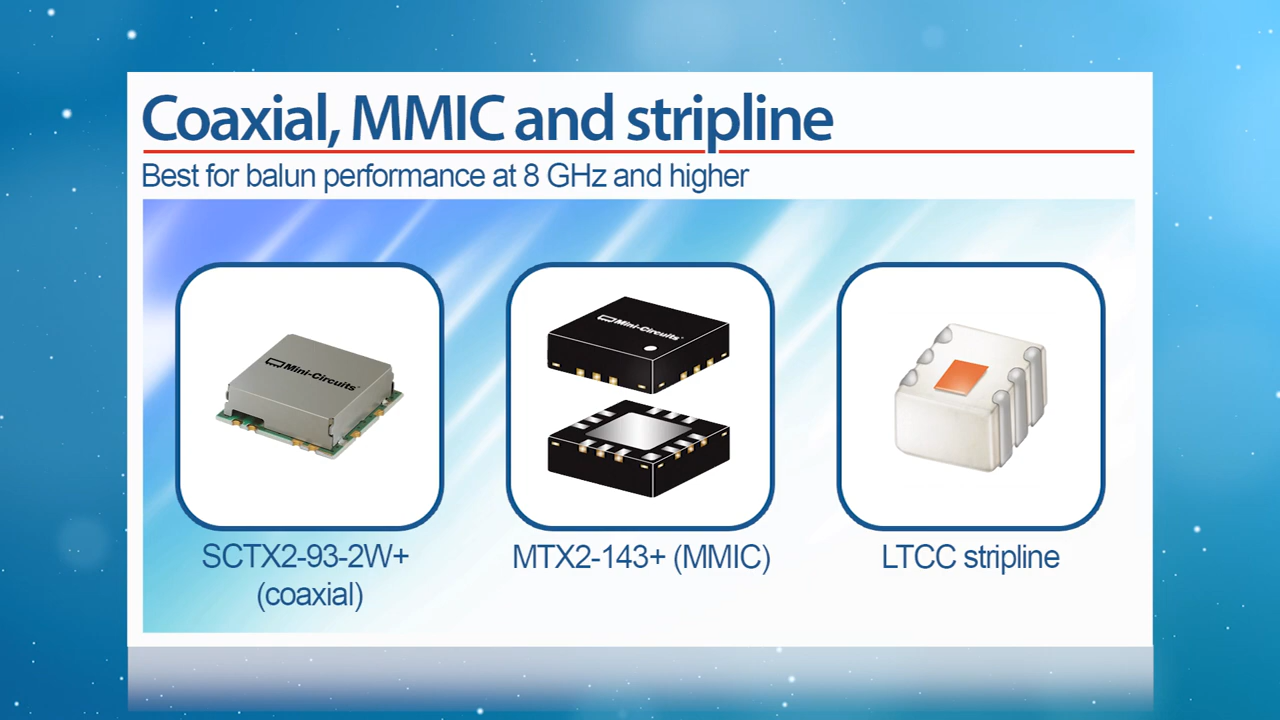 Coaxial, MMIC and stripline
Best for balun performance at 8 GHz and higher
Mini-Circuits
Mini-Circuits
SCTX2-93-2W+
(coaxial)
MTX2-143+ (MMIC)
LTCC stripline